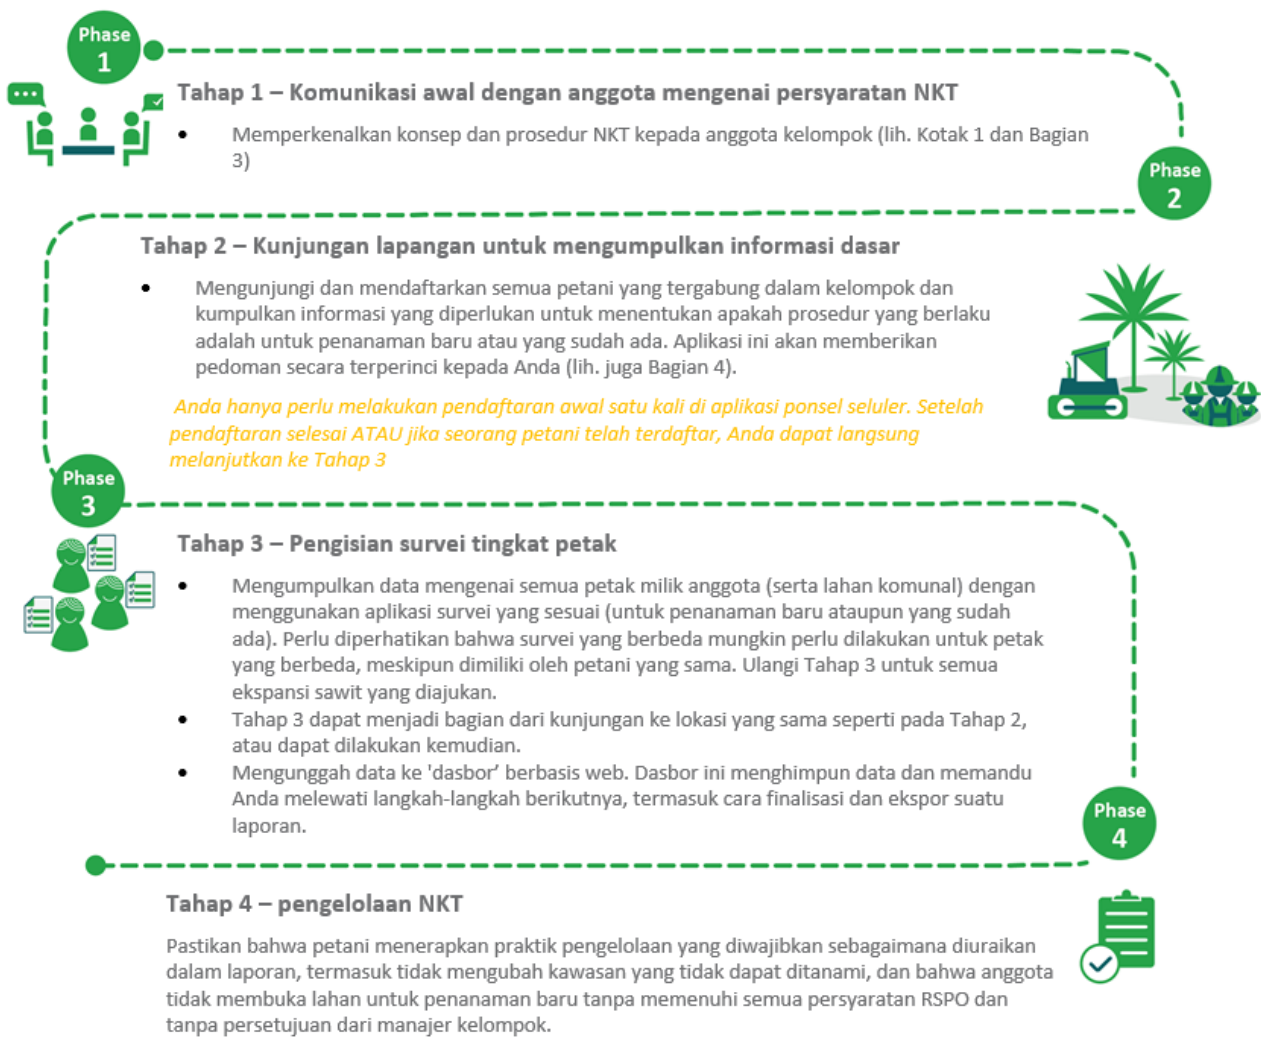 Phase
1
Tahap 1 – Komunikasi awal dengan anggota mengenai persyaratan NKT
• Memperkenalkan konsep dan prosedur NKT kepada anggota kelompok (lih. Kotak 1 dan Bagian
3)
Phase
2
Tahap 2 – Kunjungan lapangan untuk mengumpulkan informasi dasar
• Mengunjungi dan mendaftarkan semua petani yang tergabung dalam kelompok dan
kumpulkan informasi yang diperlukan untuk menentukan apakah prosedur yang berlaku
adalah untuk penanaman baru atau yang sudah ada. Aplikasi ini akan memberikan
pedoman secara terperinci kepada Anda (lih. juga Bagian 4).
Anda hanya perlu melakukan pendaftaran awal satu kali di aplikasi ponsel seluler. Setelah
pendaftaran selesai ATAU jika seorang petani telah terdaftar, Anda dapat langsung
melanjutkan ke Tahap 3
Phase
3
Tahap 3 – Pengisian survei tingkat petak
• Mengumpulkan data mengenai semua petak milik anggota (serta lahan komunal) dengan
menggunakan aplikasi survei yang sesuai (untuk penanaman baru ataupun yang sudah
ada). Perlu diperhatikan bahwa survei yang berbeda mungkin perlu dilakukan untuk petak
yang berbeda, meskipun dimiliki oleh petani yang sama. Ulangi Tahap 3 untuk semua
ekspansi sawit yang diajukan.
• Tahap 3 dapat menjadi bagian dari kunjungan ke lokasi yang sama seperti pada Tahap 2,
atau dapat dilakukan kemudian.
• Mengunggah data ke 'dasbor’ berbasis web. Dasbor ini menghimpun data dan memandu
Anda melewati langkah-langkah berikutnya, termasuk cara finalisasi dan ekspor suatu
laporan.
Phase
4
Tahap 4 – pengelolaan NKT
Pastikan bahwa petani menerapkan praktik pengelolaan yang diwajibkan sebagaimana diuraikan
dalam laporan, termasuk tidak mengubah kawasan yang tidak dapat ditanami, dan bahwa anggota
tidak membuka lahan untuk penanaman baru tanpa memenuhi semua persyaratan RSPO dan
tanpa persetujuan dari manajer kelompok.